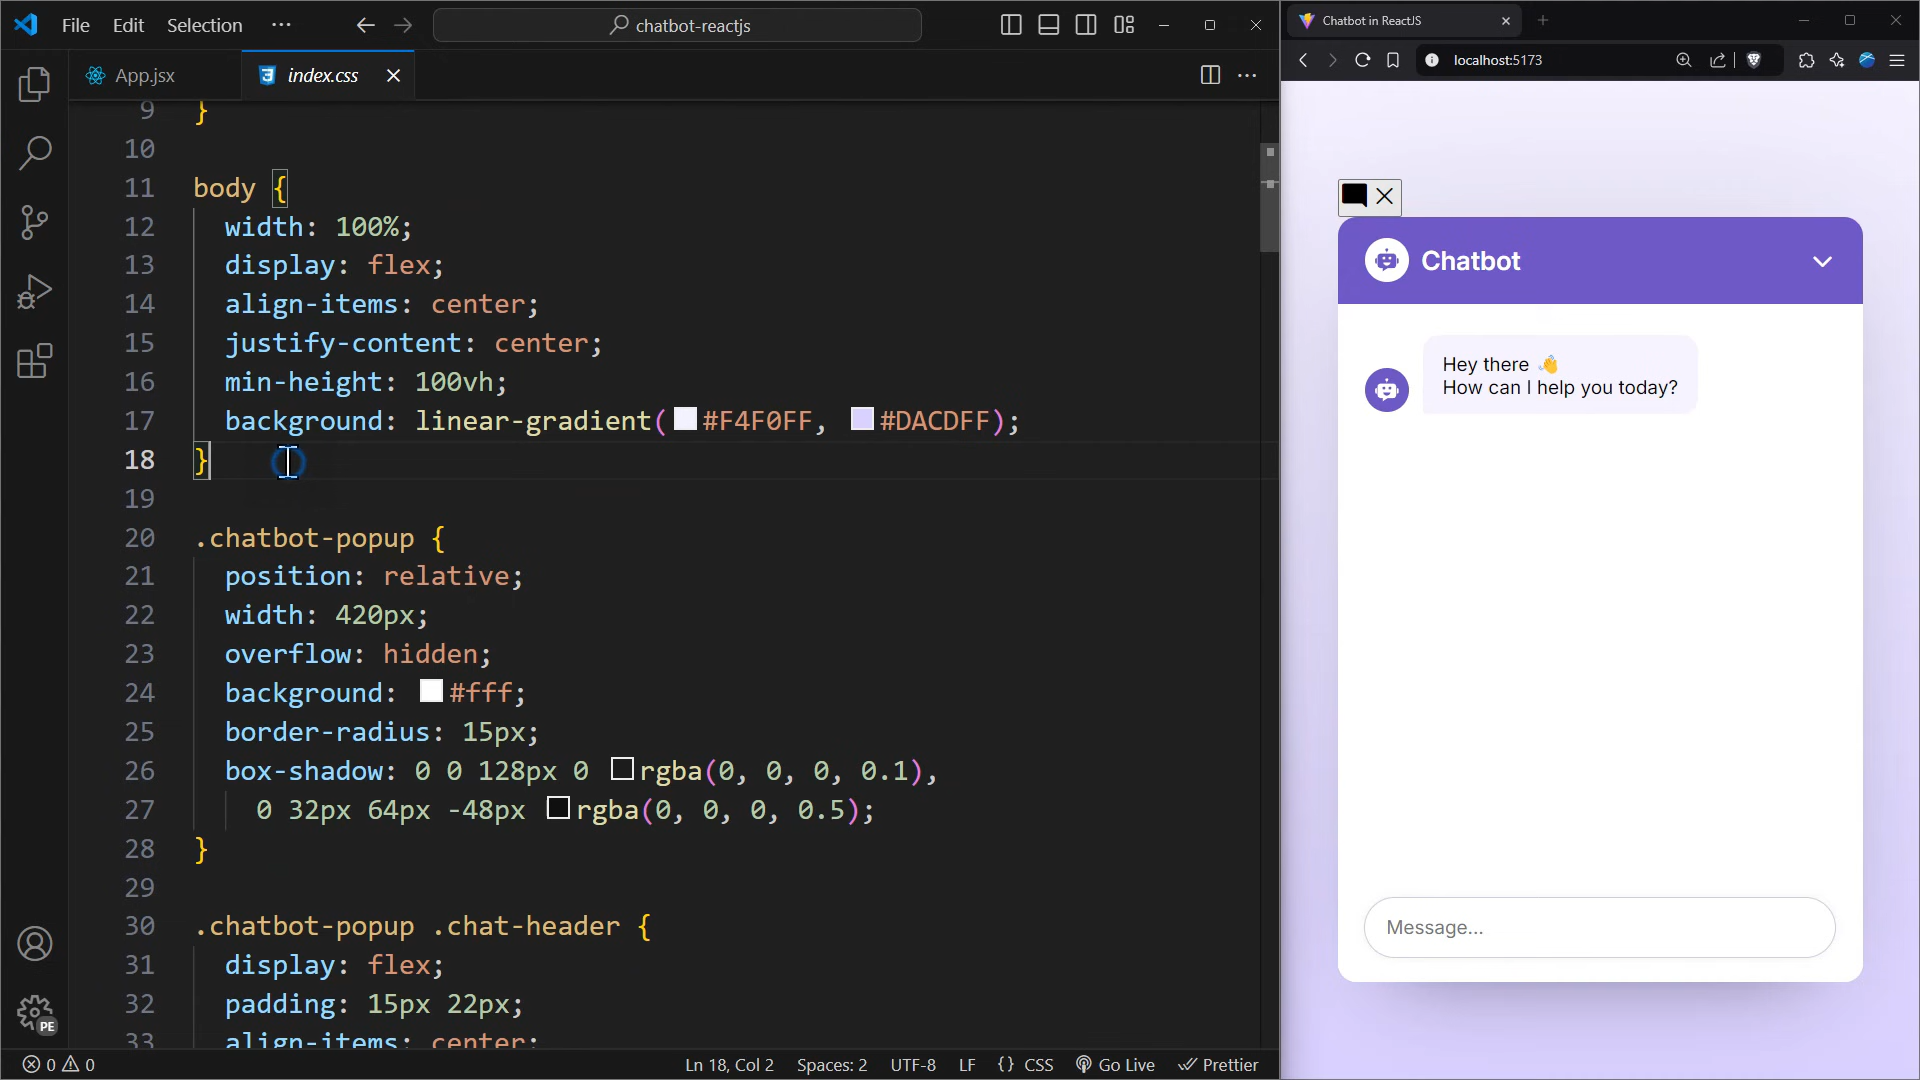 File Edit Selection ··· chatbot-reactjs
App.jsx index.css
9 }
10
11 body {
12 width: 100%;
13 display: flex;
14 align-items: center;
15 justify-content: center;
16 min-height: 100vh;
17 background: linear-gradient(#F4F0FF, #DACDFF);
18 }
19
20 .chatbot-popup {
21 position: relative;
22 width: 420px;
23 overflow: hidden;
24 background: #fff;
25 border-radius: 15px;
26 box-shadow: 0 0 128px 0 rgba(0, 0, 0, 0.1),
27 0 32px 64px -48px rgba(0, 0, 0, 0.5);
28 }
29
30 .chatbot-popup .chat-header {
31 display: flex;
32 padding: 15px 22px;
33 align-items: center;
PE
0 0 Ln 18, Col 2 Spaces: 2 UTF-8 LF {} CSS Go Live Prettier
Chatbot in ReactJS
localhost:5173
Chatbot
Hey there 👋
How can I help you today?
Message...